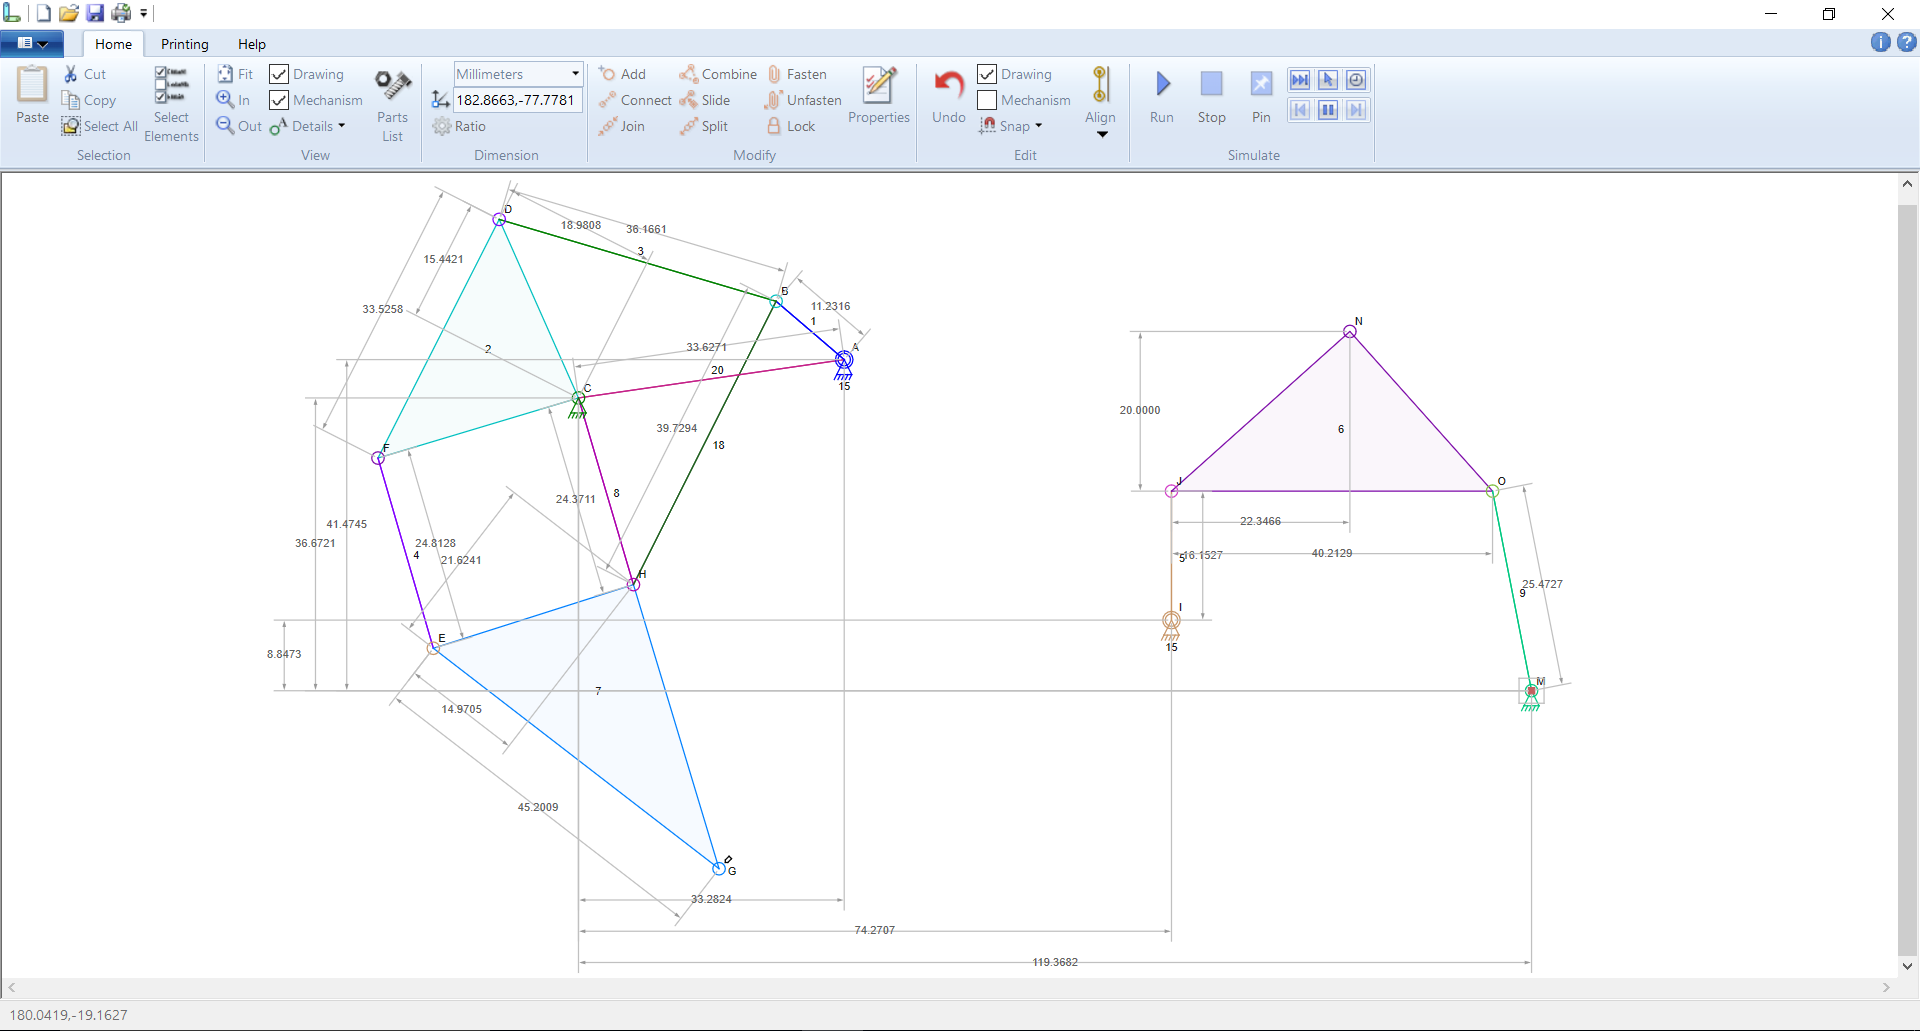 Home Printing Help
Paste
Cut
Copy
Select All
Select
Elements
Selection
Fit
In
Out
Drawing
Mechanism
Details
Parts
List
View
Millimeters
182.8663,-77.7781
Ratio
Dimension
Add
Connect
Join
Combine
Slide
Split
Fasten
Unfasten
Lock
Properties
Modify
Undo
Drawing
Mechanism
Snap
Align
Edit
Run
Stop
Pin
Simulate
D
18.9808
36.1661
3
15.4421
B
11.2316
33.5258
1
N
2
33.6271
A
20
15
C
20.0000
39.7294
6
F
18
J
O
8
24.3711
22.3466
41.4745
36.6721
24.8128
4
21.6241
5
16.1527
40.2129
H
25.4727
9
I
E
15
8.8473
M
7
14.9705
45.2009
G
33.2824
74.2707
119.3682
180.0419,-19.1627